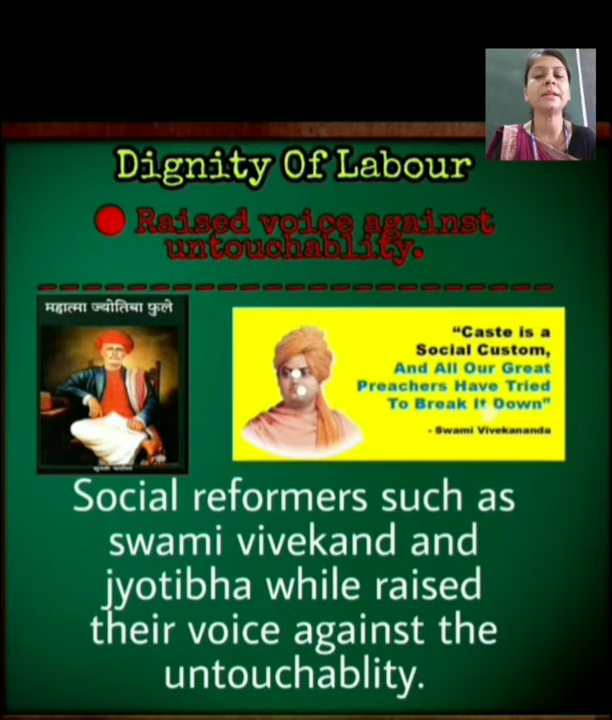 Dignity Of Labour
Raised voice against
untouchablity.
महात्मा ज्योतिबा फुले
"Caste is a
Social Custom,
And All Our Great
Preachers Have Tried
To Break It Down"
- Swami Vivekananda
Social reformers such as
swami vivekand and
jyotibha while raised
their voice against the
untouchablity.